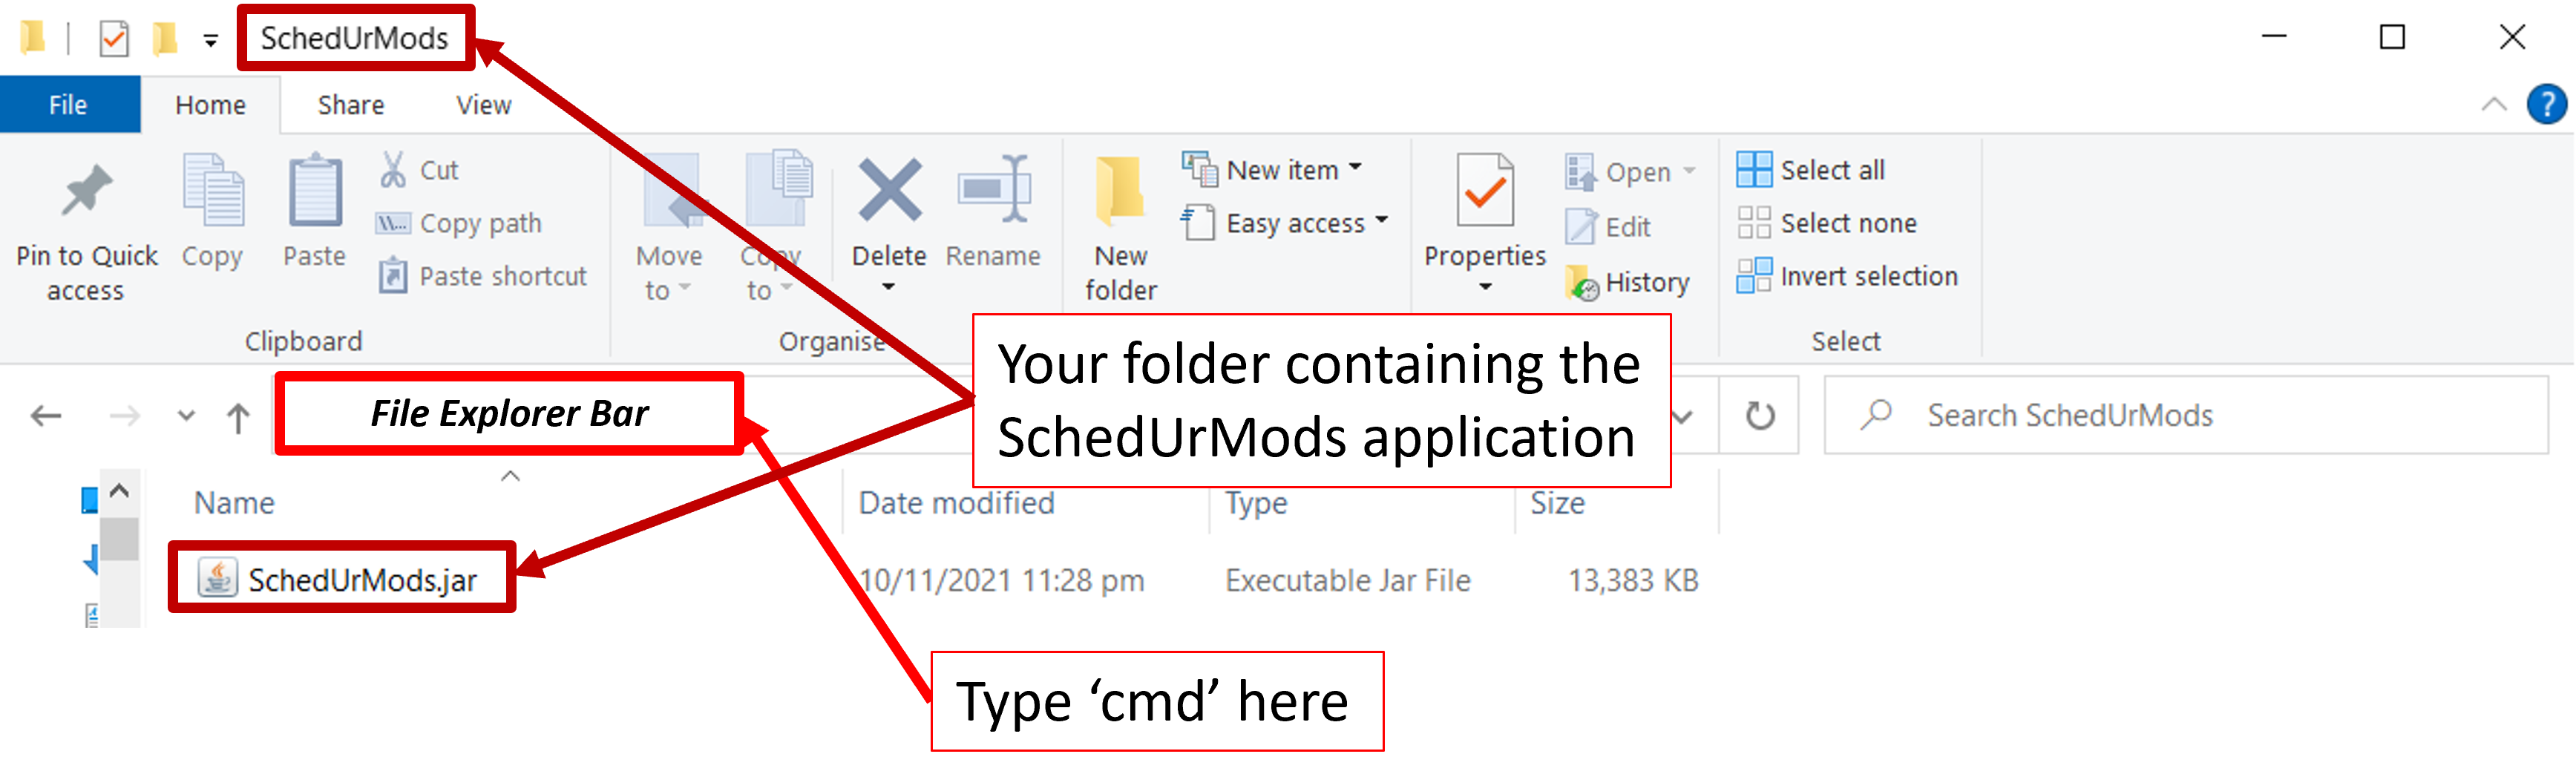 SchedUrMods
File Home Share View
?
Pin to Quick access
Copy
Paste
Cut
Copy path
Paste shortcut
Clipboard
Move to
Copy to
Delete
Rename
Organise
New folder
New item
Easy access
Properties
Open
Edit
History
Select all
Select none
Invert selection
Select
Your folder containing the
SchedUrMods application
File Explorer Bar
Search SchedUrMods
Name Date modified Type Size
SchedUrMods.jar 10/11/2021 11:28 pm Executable Jar File 13,383 KB
Type ‘cmd’ here